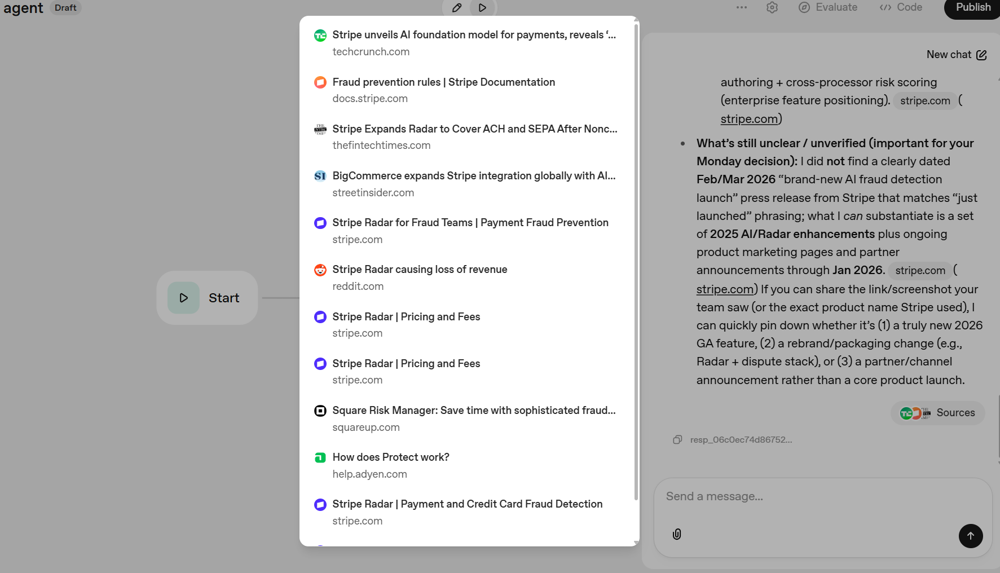 agent
Draft
Evaluate
Code
Publish
Stripe unveils AI foundation model for payments, reveals ‘...
techcrunch.com
Fraud prevention rules | Stripe Documentation
docs.stripe.com
Stripe Expands Radar to Cover ACH and SEPA After Nonc...
thefintechtimes.com
BigCommerce expands Stripe integration globally with AI...
streetinsider.com
Stripe Radar for Fraud Teams | Payment Fraud Prevention
stripe.com
Stripe Radar causing loss of revenue
reddit.com
Stripe Radar | Pricing and Fees
stripe.com
Stripe Radar | Pricing and Fees
stripe.com
Square Risk Manager: Save time with sophisticated fraud...
squareup.com
How does Protect work?
help.adyen.com
Stripe Radar | Payment and Credit Card Fraud Detection
stripe.com
Start
New chat
authoring + cross-processor risk scoring
(enterprise feature positioning). stripe.com (
stripe.com)
• What’s still unclear / unverified (important for your
Monday decision): I did not find a clearly dated
Feb/Mar 2026 “brand-new AI fraud detection
launch” press release from Stripe that matches “just
launched” phrasing; what I can substantiate is a set
of 2025 AI/Radar enhancements plus ongoing
product marketing pages and partner
announcements through Jan 2026. stripe.com (
stripe.com) If you can share the link/screenshot your
team saw (or the exact product name Stripe used), I
can quickly pin down whether it’s (1) a truly new 2026
GA feature, (2) a rebrand/packaging change (e.g.,
Radar + dispute stack), or (3) a partner/channel
announcement rather than a core product launch.
Sources
resp_06c0ec74d86752...
Send a message...